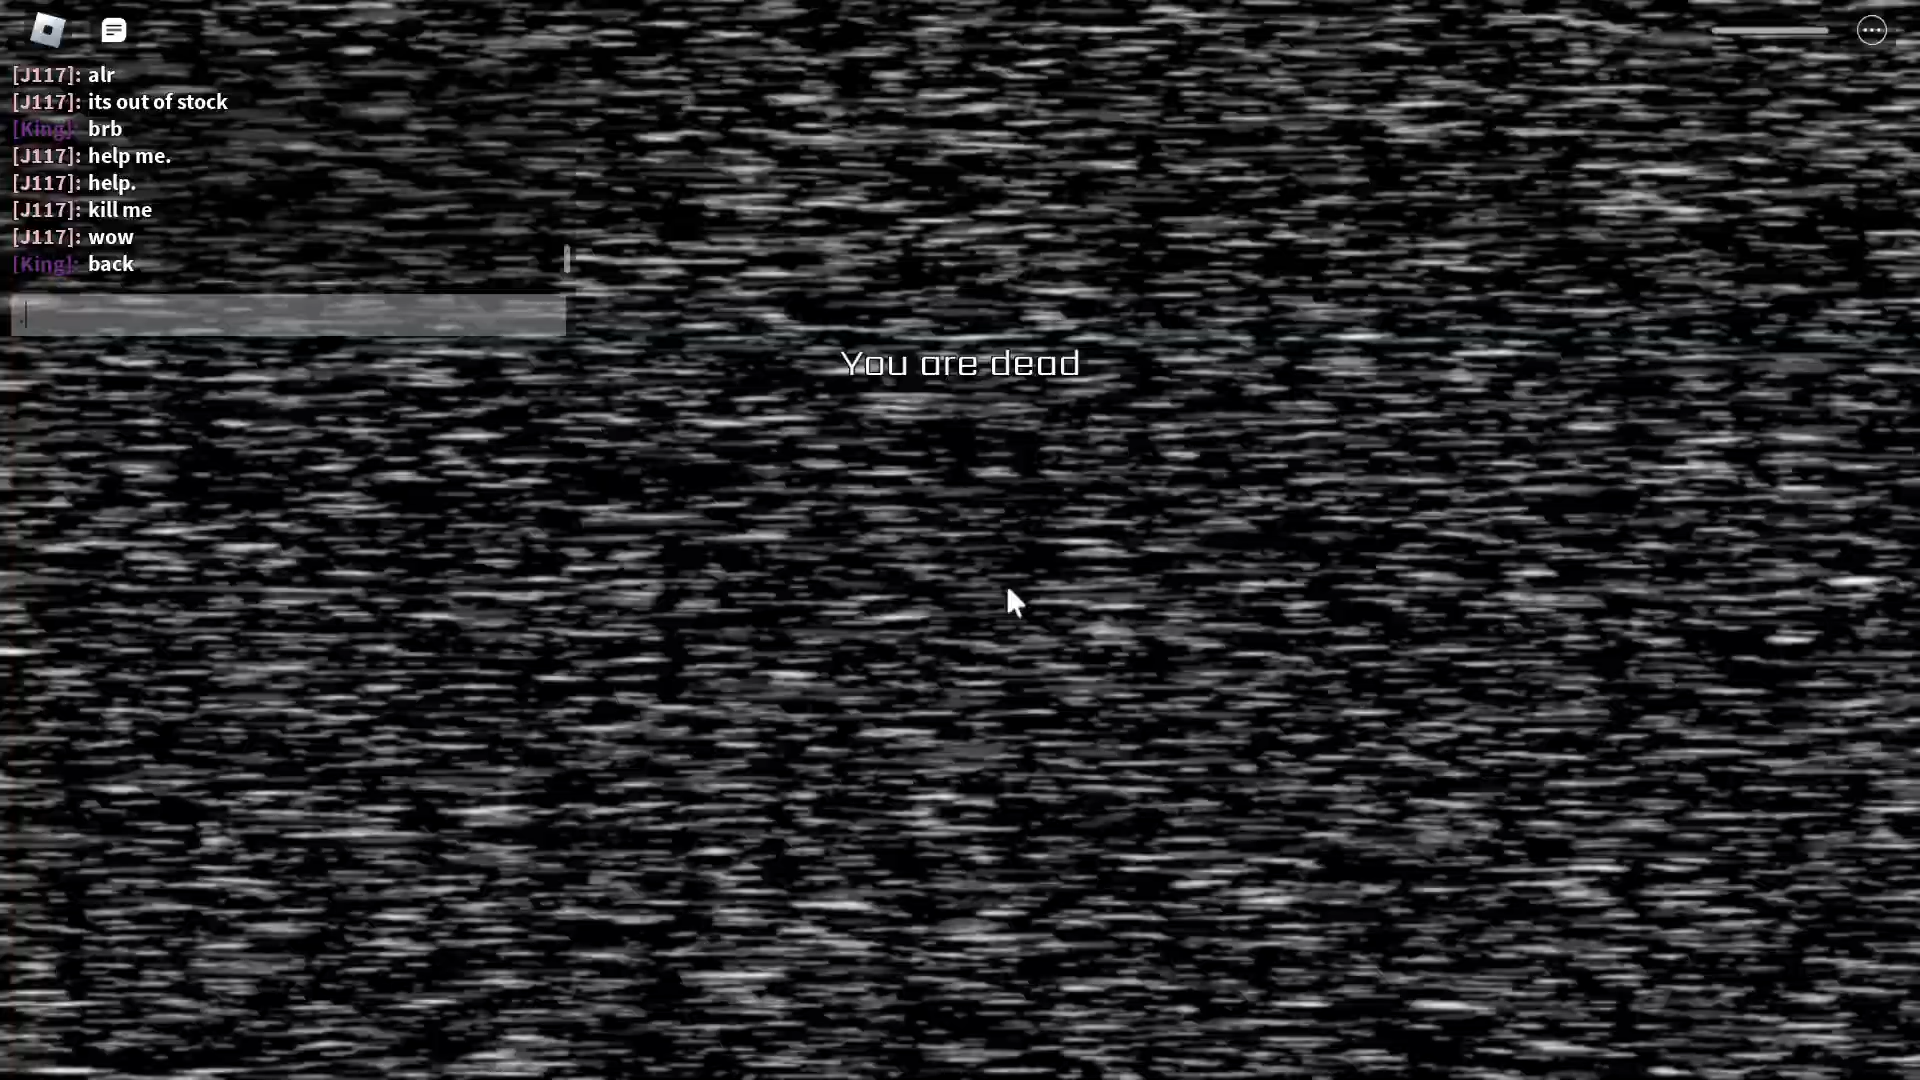 [J117]: alr
[J117]: its out of stock
[King]: brb
[J117]: help me.
[J117]: help.
[J117]: kill me
[J117]: wow
[King]: back
.
You are dead